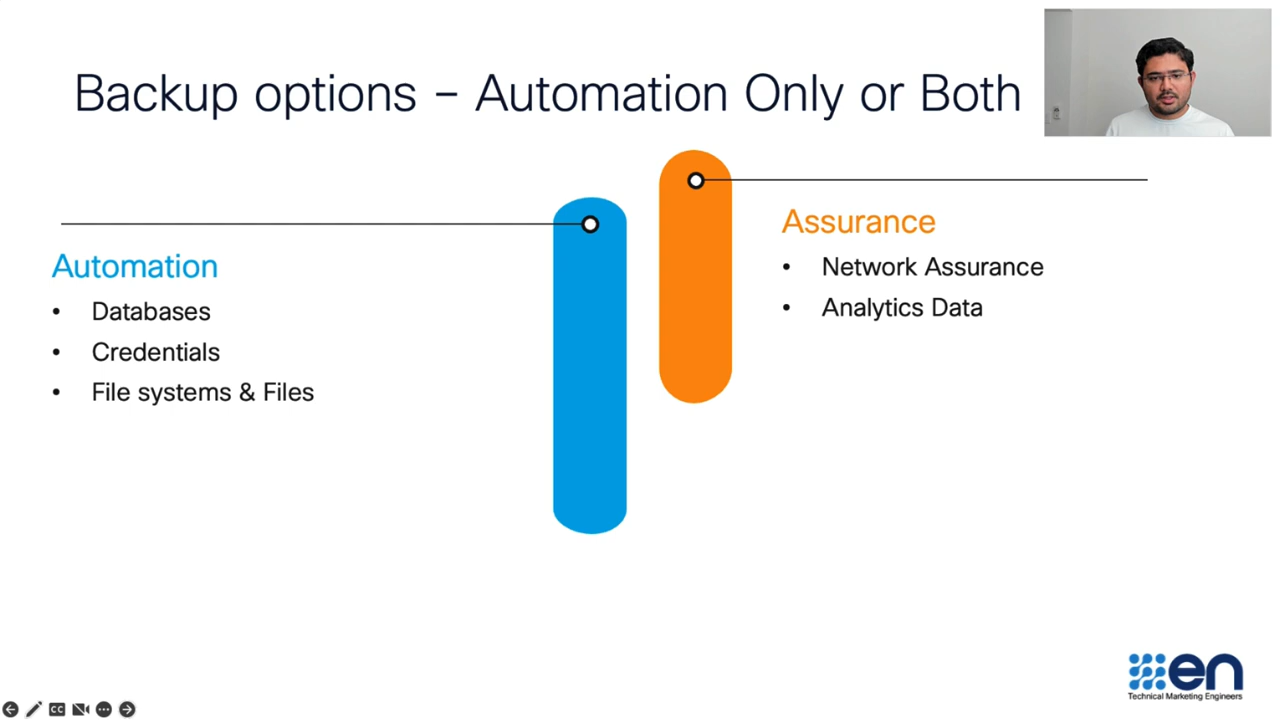 Backup options – Automation Only or Both
Automation
• Databases
• Credentials
• File systems & Files
Assurance
• Network Assurance
• Analytics Data
en
Technical Marketing Engineers
CC